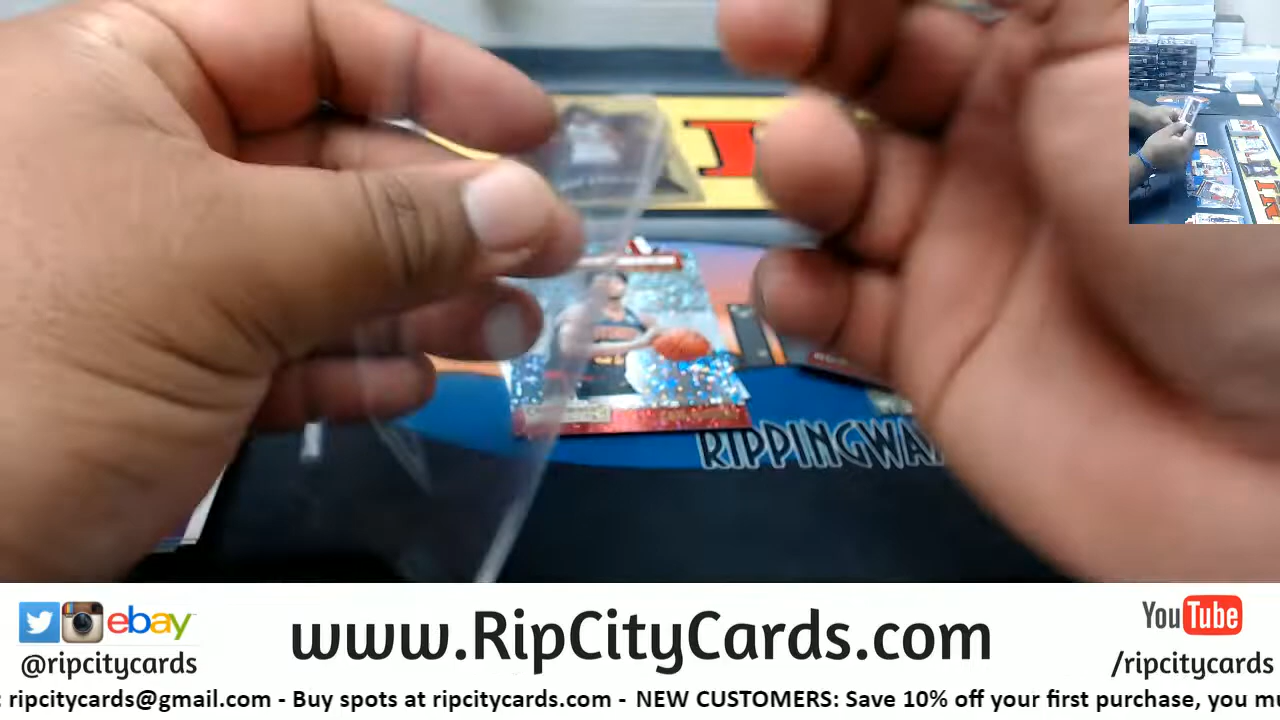 RIPPINGWA
ebay
@ripcitycards
www.RipCityCards.com
YouTube
/ripcitycards
: ripcitycards@gmail.com - Buy spots at ripcitycards.com - NEW CUSTOMERS: Save 10% off your first purchase, you mu